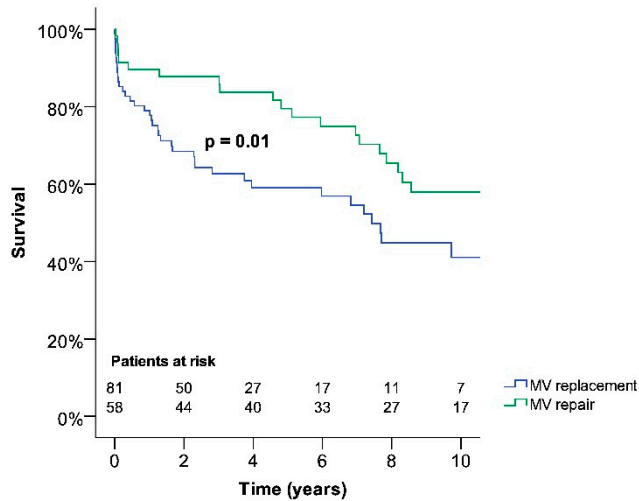 100%
80%
60%
40%
20%
0%
Survival
p = 0.01
Patients at risk
81 50 27 17 11 7
58 44 40 33 27 17
MV replacement
MV repair
0 2 4 6 8 10
Time (years)